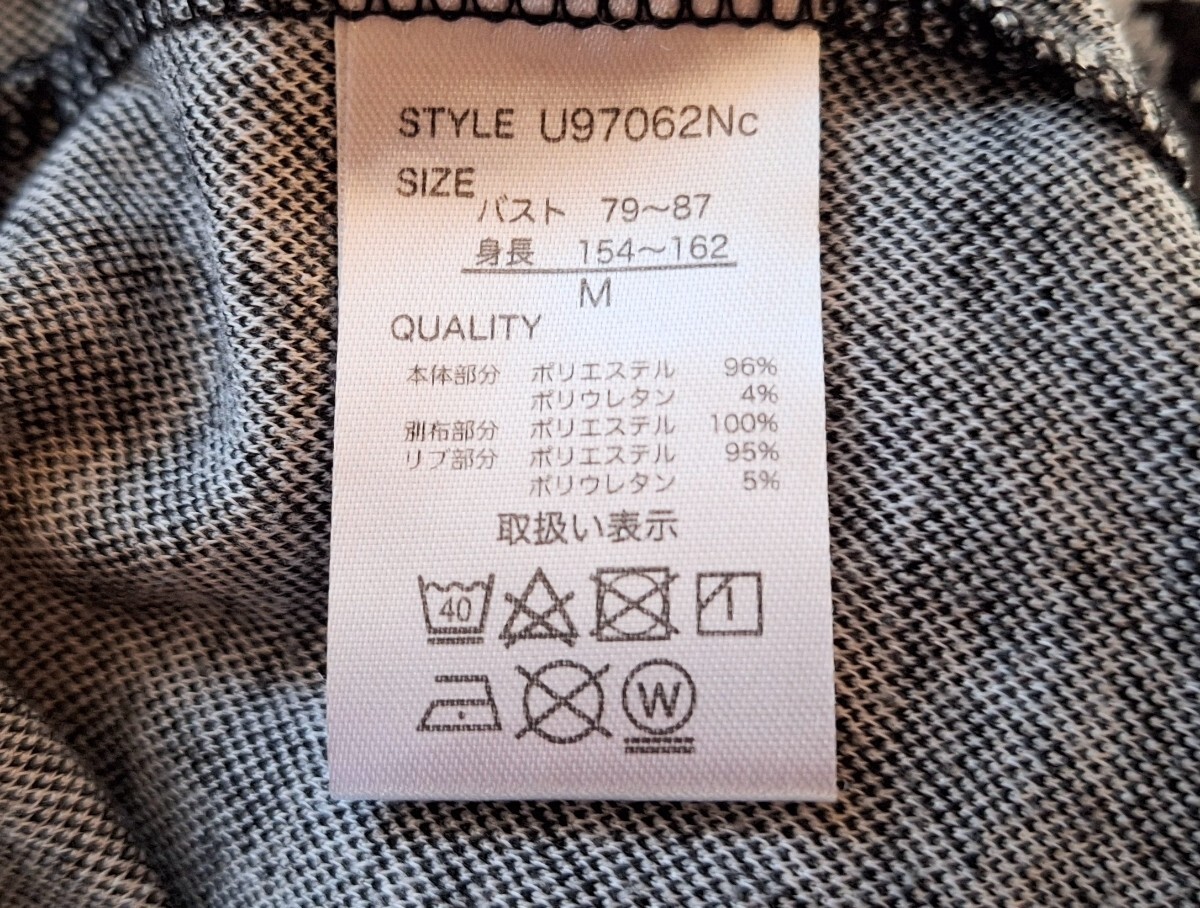 STYLE U97062Nc
SIZE
バスト 79〜87
身長 154〜162
M
QUALITY
本体部分 ポリエステル 96%
ポリウレタン 4%
別布部分 ポリエステル 100%
リブ部分 ポリエステル 95%
ポリウレタン 5%
取扱い表示
40
W